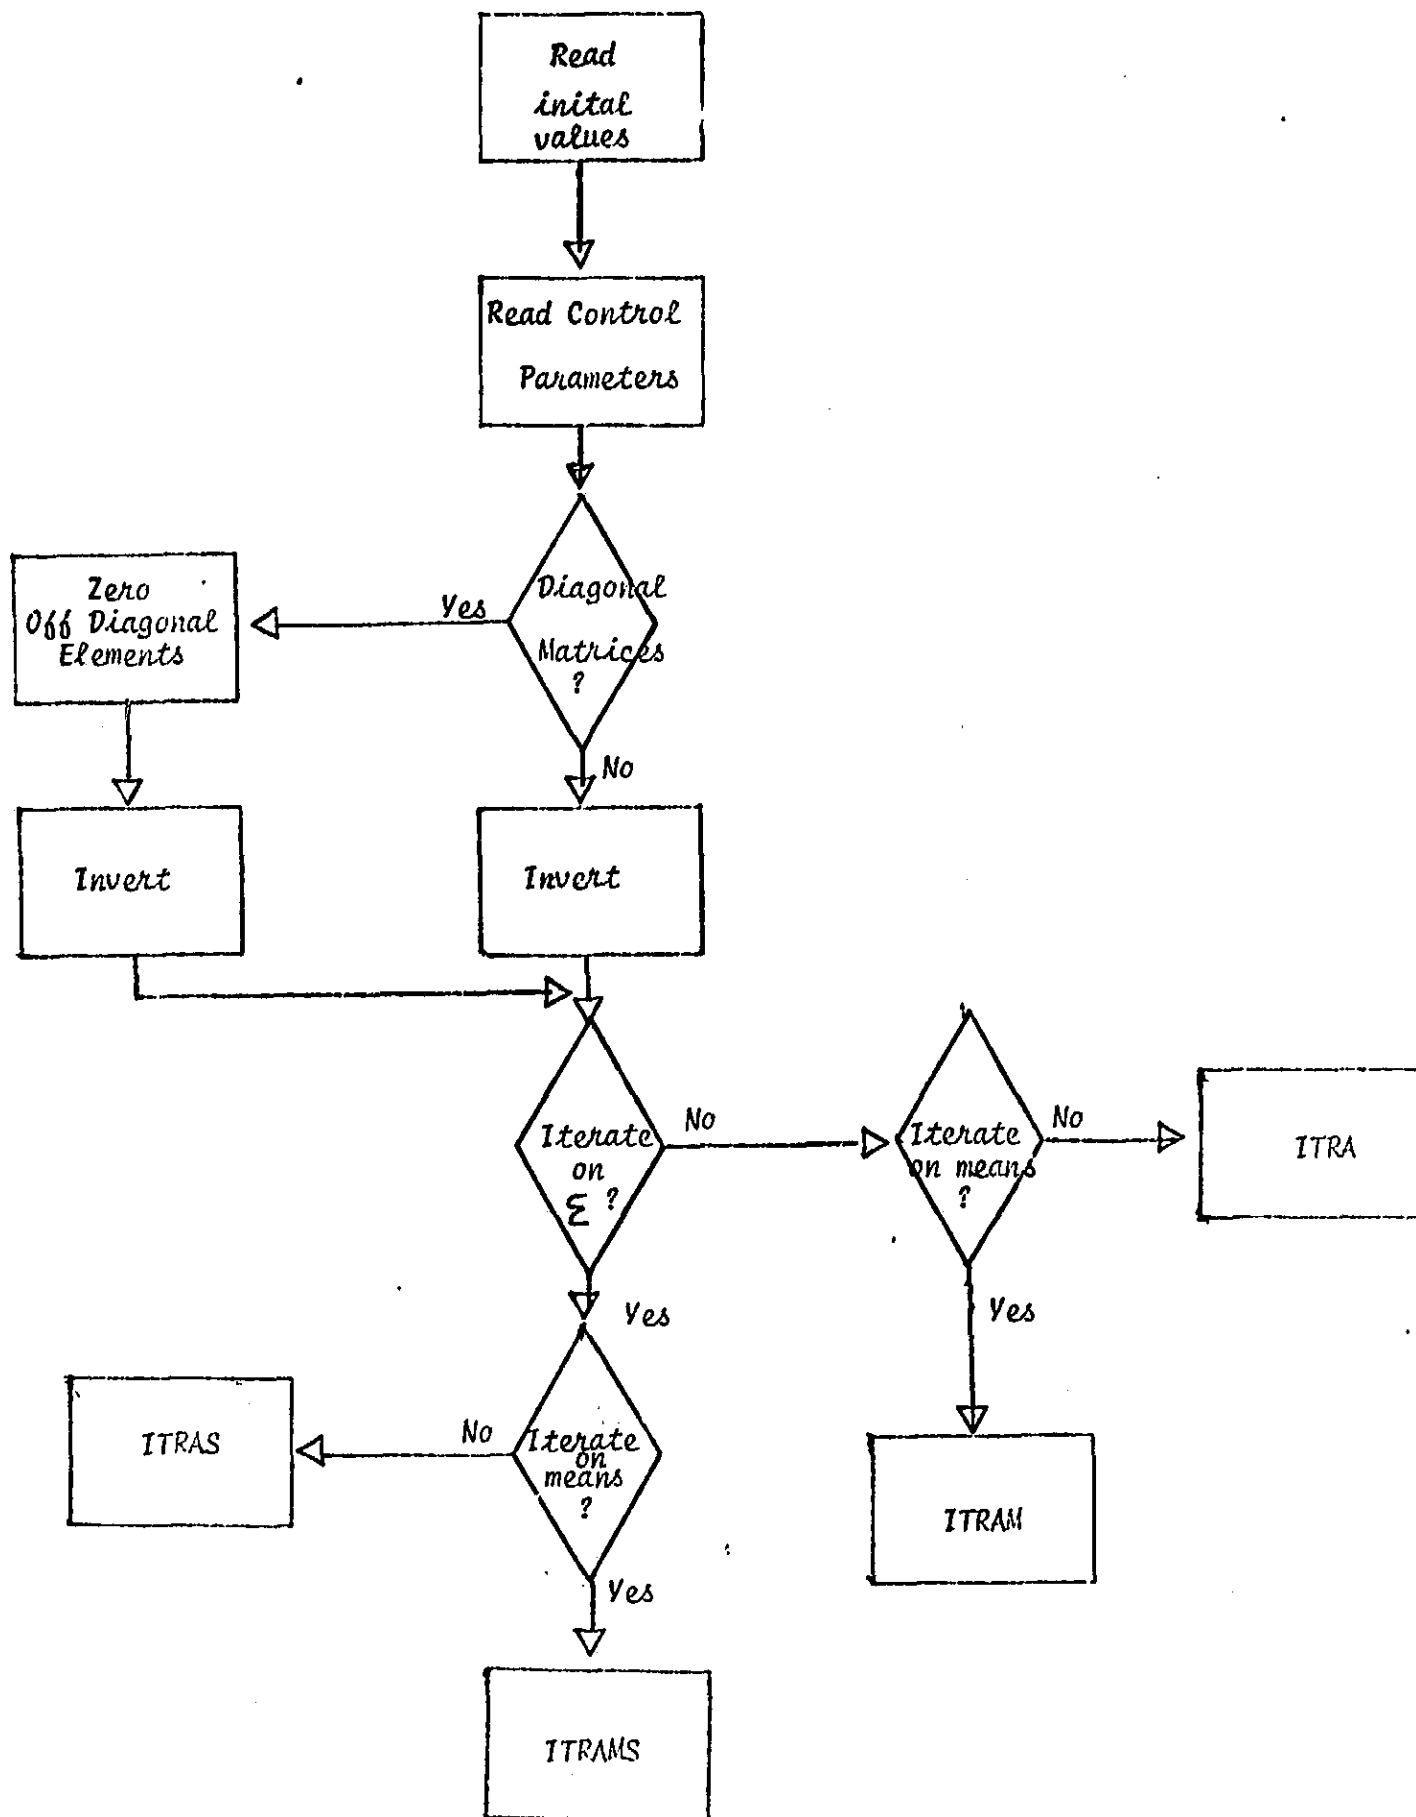 Read
inital
values
Read Control
Parameters
Diagonal
Matrices
?
Yes
Zero
Off Diagonal
Elements
No
Invert
Invert
Iterate
on
Σ ?
No
Iterate
on means
?
No
ITRA
Yes
ITRAM
Yes
Iterate
on
means
?
No
ITRAS
Yes
ITRAMS